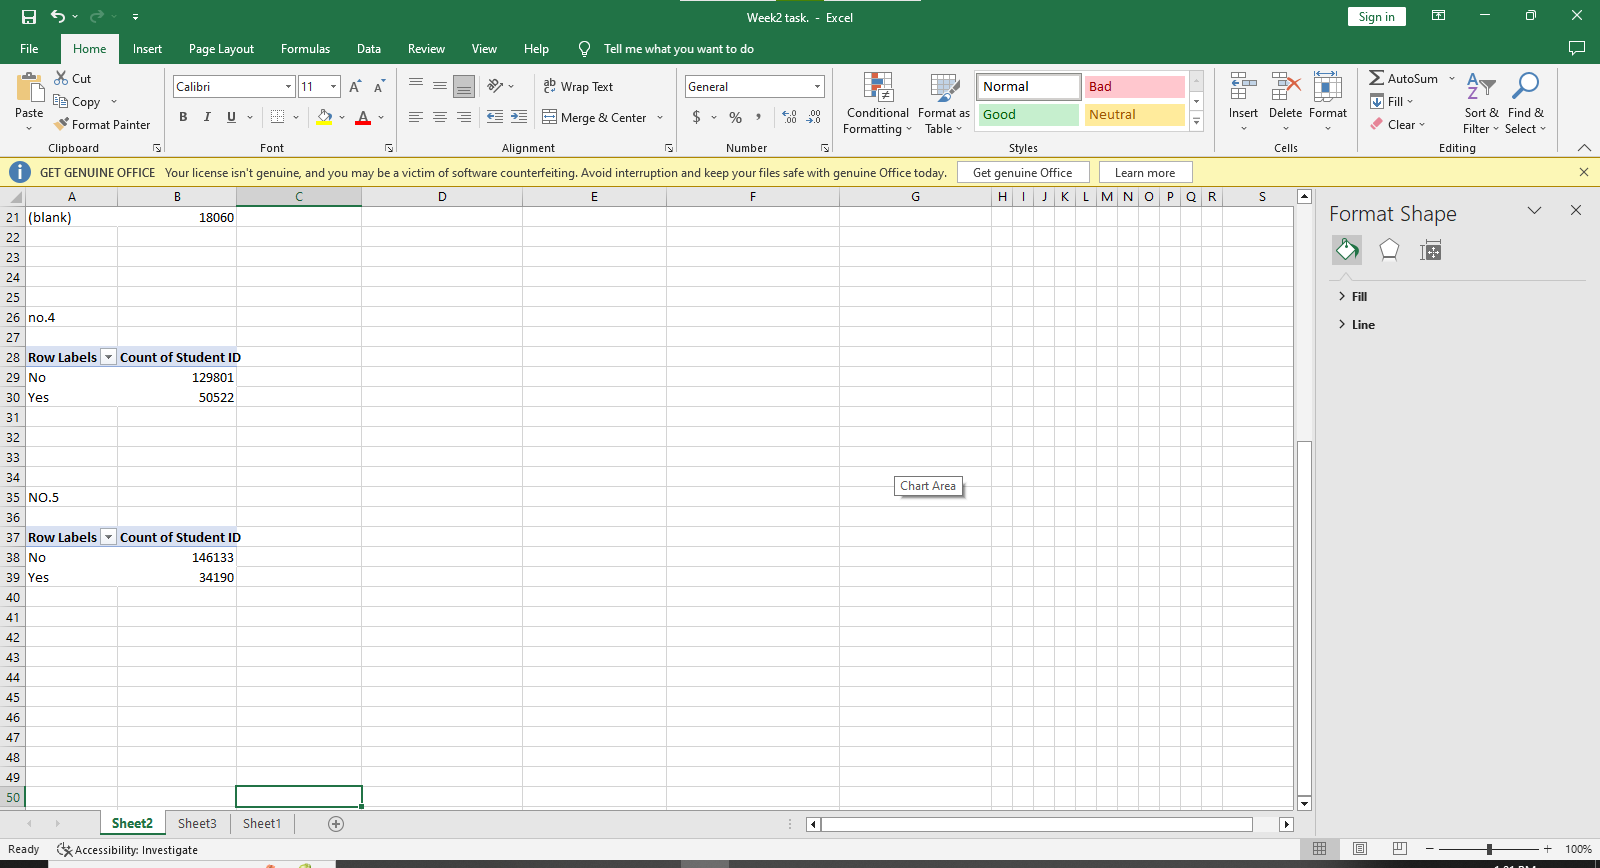 Week2 task. - Excel
Sign in
File Home Insert Page Layout Formulas Data Review View Help Tell me what you want to do
Paste
Cut
Copy
Format Painter
Clipboard
Calibri 11
B I U
Font
Wrap Text
Merge & Center
Alignment
General
$ % ,
Number
Conditional Formatting
Format as Table
Normal Bad
Good Neutral
Styles
Insert Delete Format
Cells
AutoSum
Fill
Clear
Sort & Filter
Find & Select
Editing
GET GENUINE OFFICE Your license isn't genuine, and you may be a victim of software counterfeiting. Avoid interruption and keep your files safe with genuine Office today. Get genuine Office Learn more
A B C D E F G H I J K L M N O P Q R S
21 (blank) 18060
22
23
24
25
26 no.4
27
28 Row Labels Count of Student ID
29 No 129801
30 Yes 50522
31
32
33
34
35 NO.5
36
37 Row Labels Count of Student ID
38 No 146133
39 Yes 34190
40
41
42
43
44
45
46
47
48
49
50
Chart Area
Format Shape
Fill
Line
Sheet2 Sheet3 Sheet1
Ready Accessibility: Investigate 100%